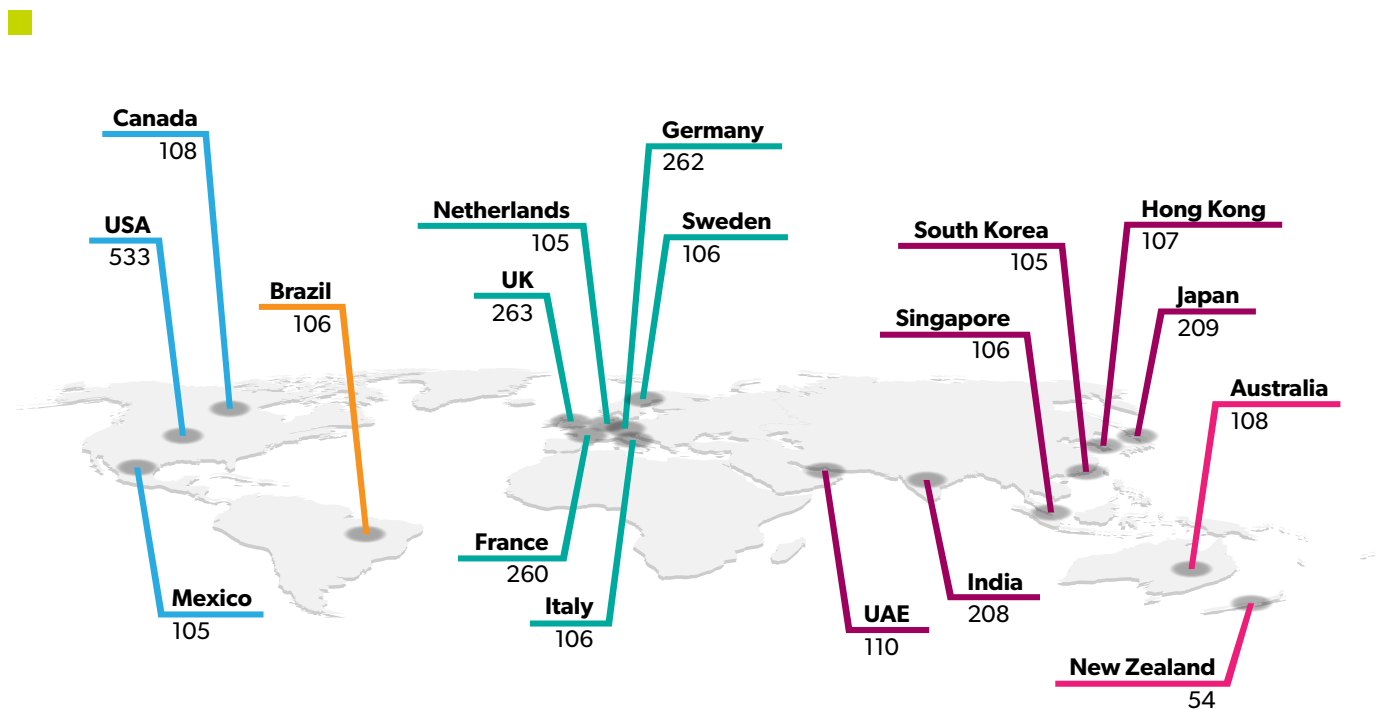 Canada
108
USA
533
Brazil
106
Mexico
105
Germany
262
Netherlands
105
Sweden
106
UK
263
France
260
Italy
106
South Korea
105
Hong Kong
107
Singapore
106
Japan
209
UAE
110
India
208
Australia
108
New Zealand
54